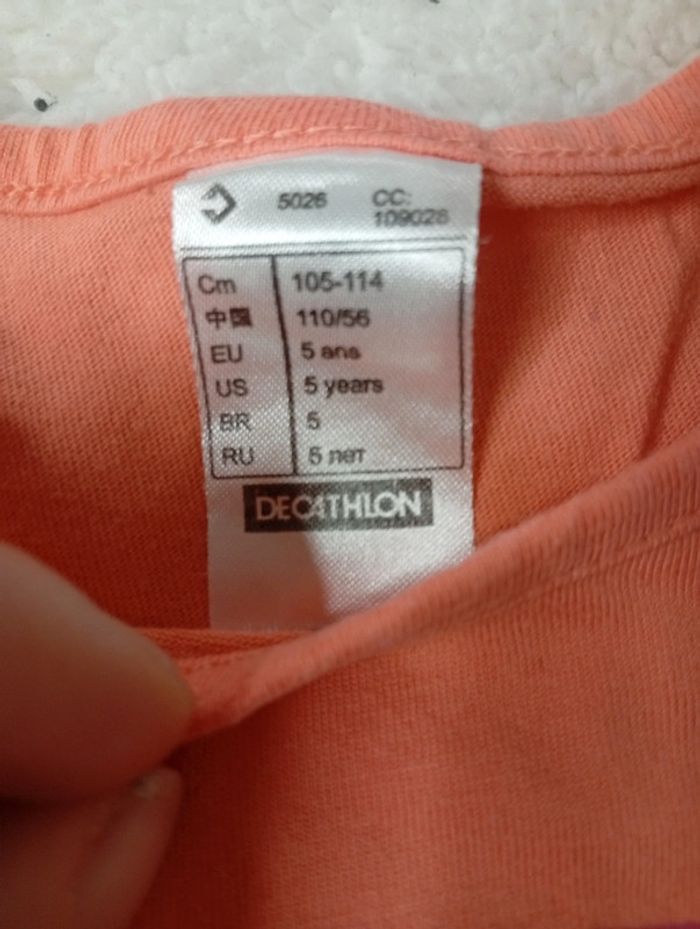 5026 CC:
109028
Cm 105-114
中国 110/56
EU 5 ans
US 5 years
BR 5
RU 5 лет
DECATHLON